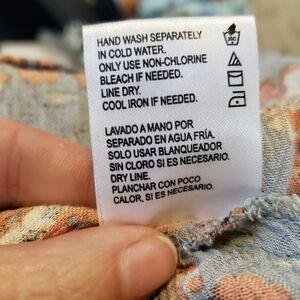 HAND WASH SEPARATELY
IN COLD WATER.
ONLY USE NON-CHLORINE
BLEACH IF NEEDED.
LINE DRY.
COOL IRON IF NEEDED.
LAVADO A MANO POR
SEPARADO EN AGUA FRÍA.
SOLO USAR BLANQUEADOR
SIN CLORO SI ES NECESARIO.
DRY LINE.
PLANCHAR CON POCO
CALOR, SI ES NECESARIO.